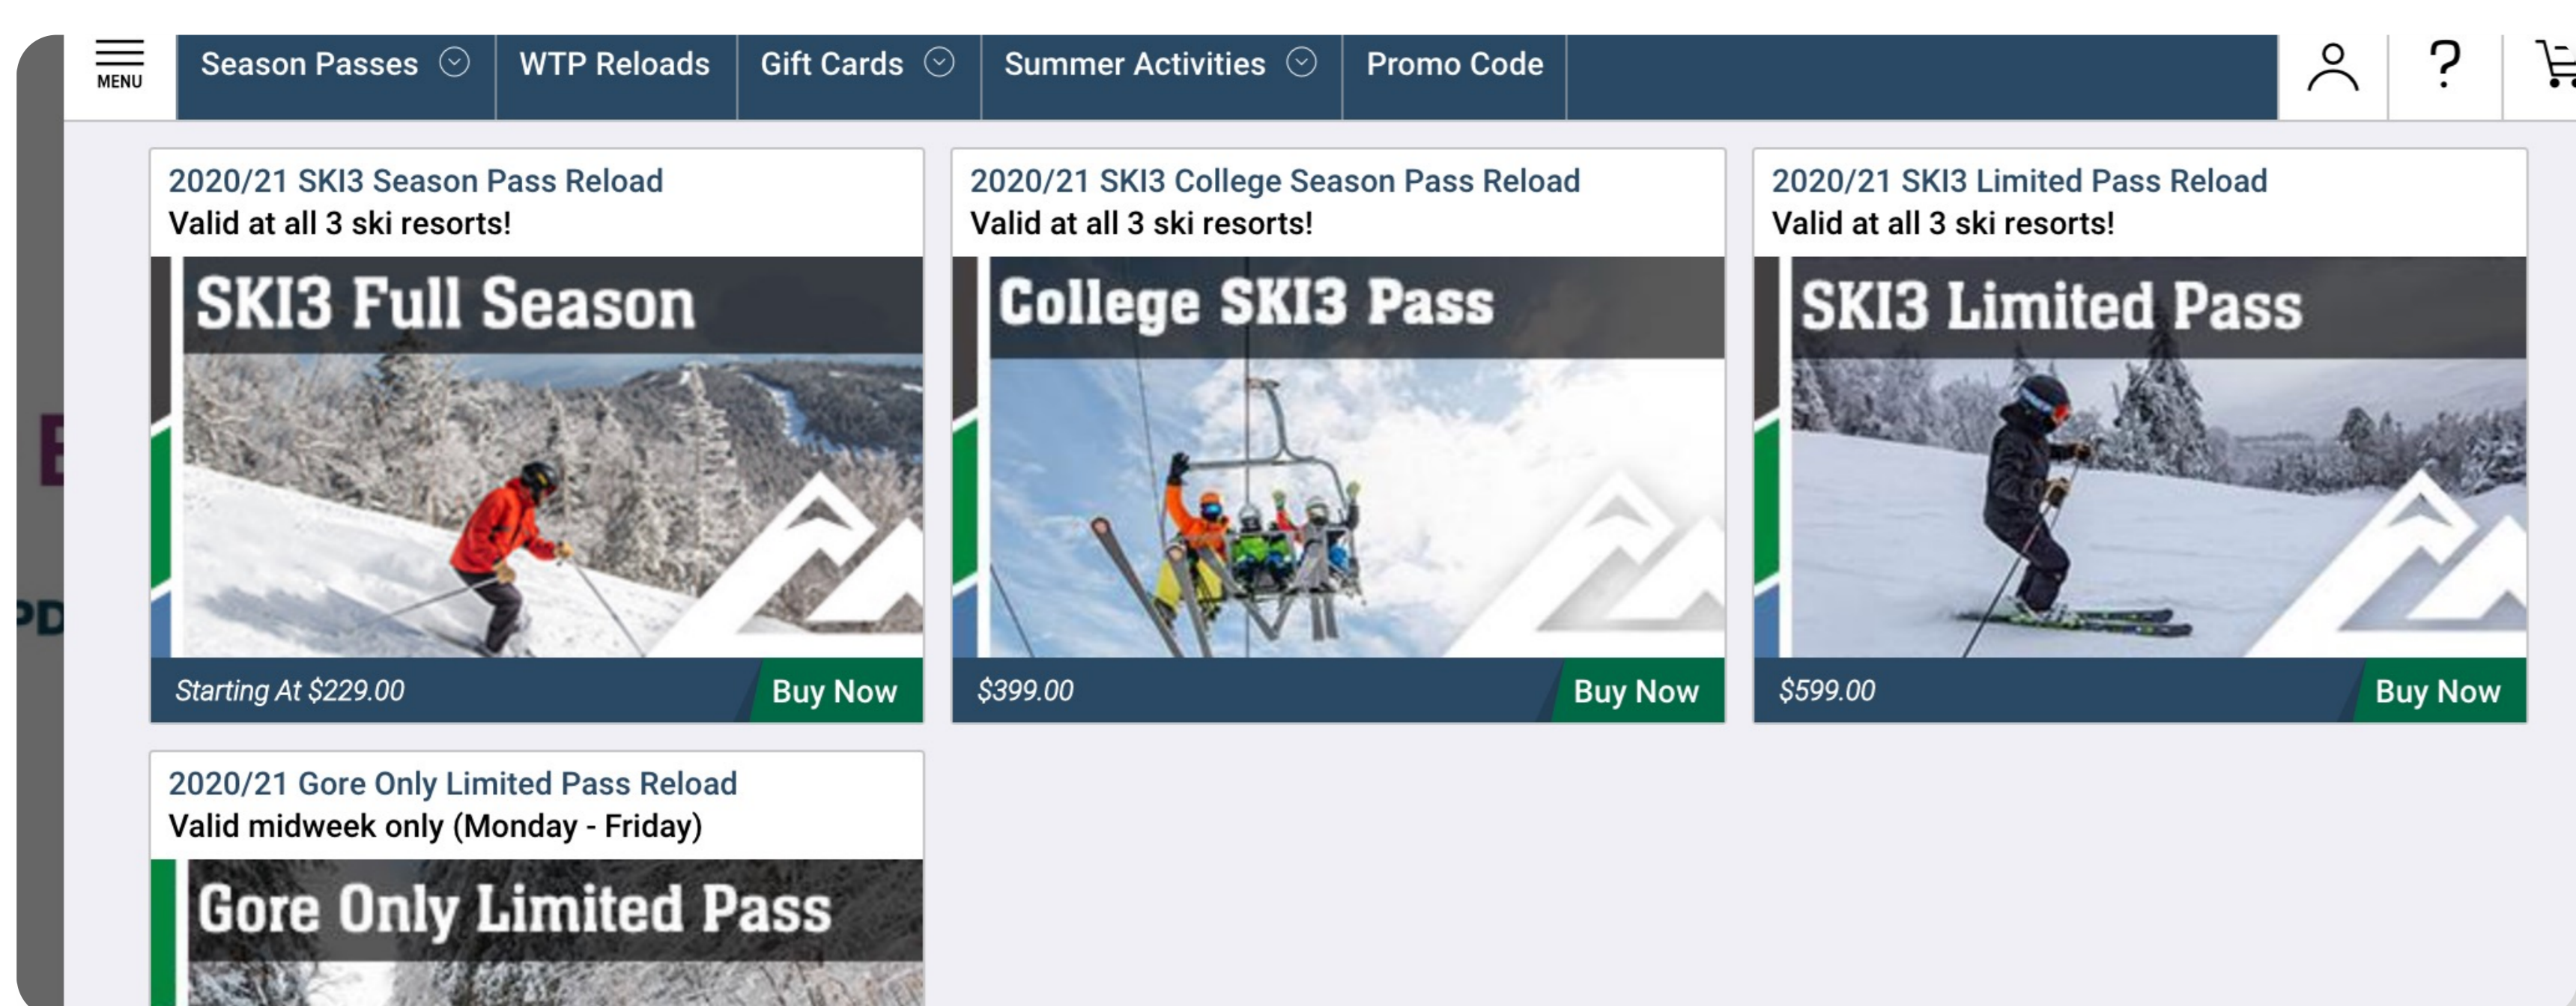 MENU
Season Passes
WTP Reloads
Gift Cards
Summer Activities
Promo Code
?
2020/21 SKI3 Season Pass Reload
Valid at all 3 ski resorts!
SKI3 Full Season
Starting At $229.00
Buy Now
2020/21 SKI3 College Season Pass Reload
Valid at all 3 ski resorts!
College SKI3 Pass
$399.00
Buy Now
2020/21 SKI3 Limited Pass Reload
Valid at all 3 ski resorts!
SKI3 Limited Pass
$599.00
Buy Now
2020/21 Gore Only Limited Pass Reload
Valid midweek only (Monday - Friday)
Gore Only Limited Pass